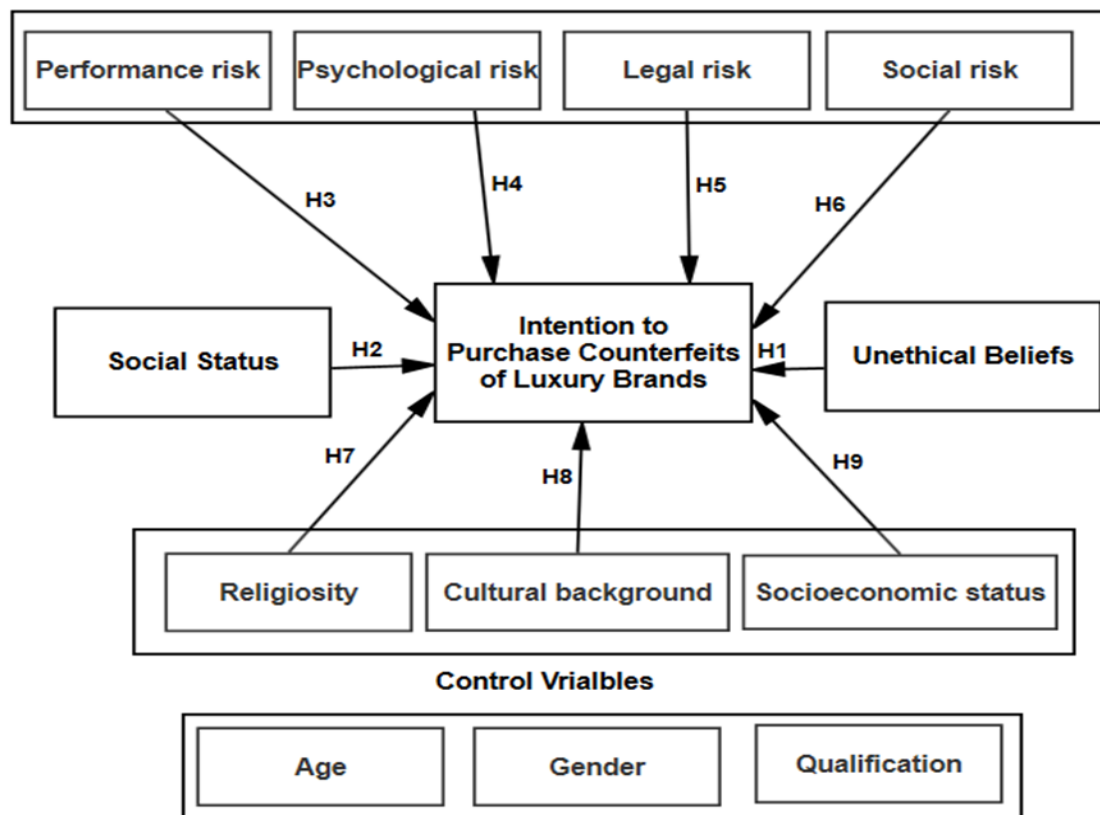 Performance risk
Psychological risk
Legal risk
Social risk
H3
H4
H5
H6
Social Status
H2
Intention to
Purchase Counterfeits
of Luxury Brands
H1
Unethical Beliefs
H7
H8
H9
Religiosity
Cultural background
Socioeconomic status
Control Vrialbles
Age
Gender
Qualification